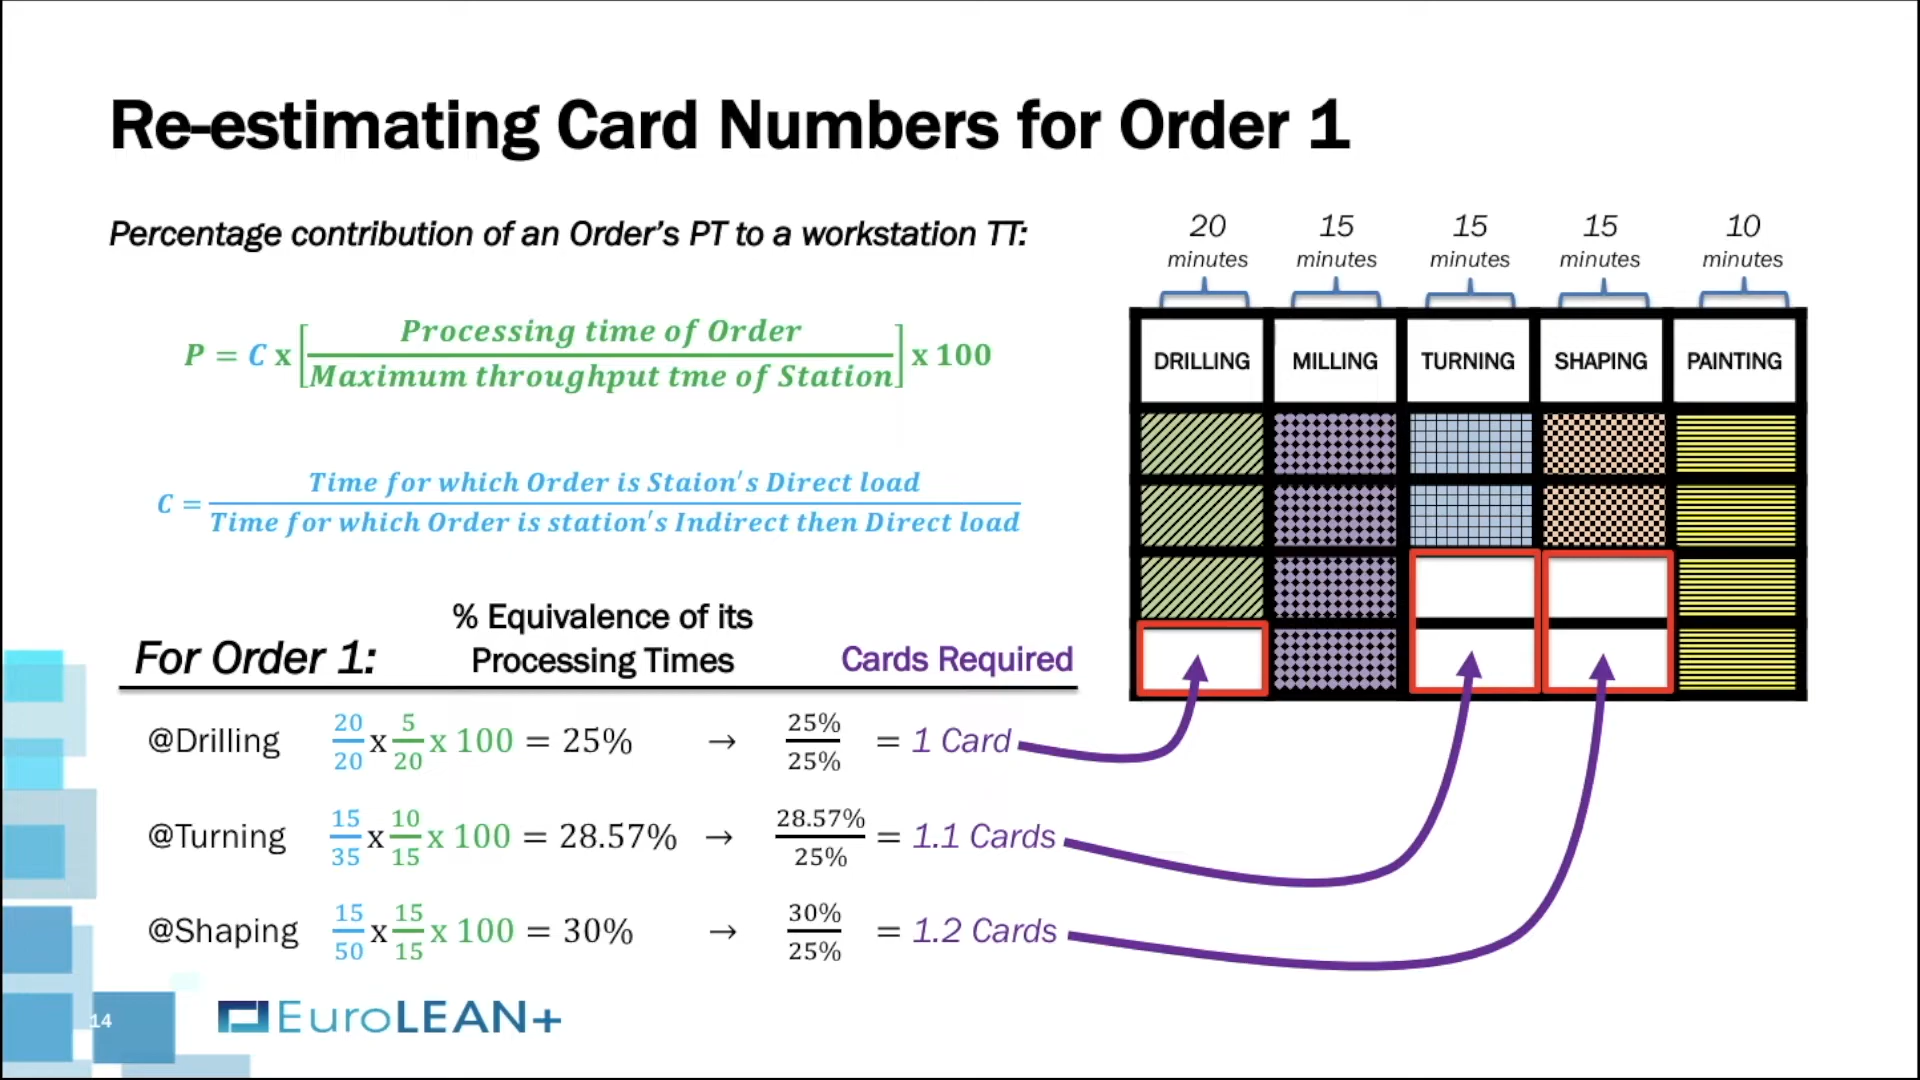 Re-estimating Card Numbers for Order 1
Percentage contribution of an Order's PT to a workstation TT:
P = C x [Processing time of Order / Maximum throughput tme of Station] x 100
C = Time for which Order is Staion's Direct load / Time for which Order is station's Indirect then Direct load
For Order 1:
% Equivalence of its
Processing Times
Cards Required
@Drilling 20/20 x 5/20 x 100 = 25% → 25%/25% = 1 Card
@Turning 15/35 x 10/15 x 100 = 28.57% → 28.57%/25% = 1.1 Cards
@Shaping 15/50 x 15/15 x 100 = 30% → 30%/25% = 1.2 Cards
20 15 15 15 10
minutes minutes minutes minutes minutes
DRILLING MILLING TURNING SHAPING PAINTING
14
EuroLEAN+